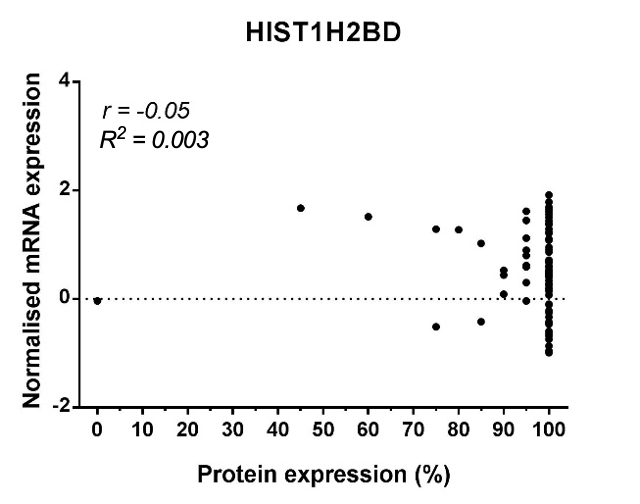 HIST1H2BD
r = -0.05
R² = 0.003
4
2
0
-2
Normalised mRNA expression
0 10 20 30 40 50 60 70 80 90 100
Protein expression (%)